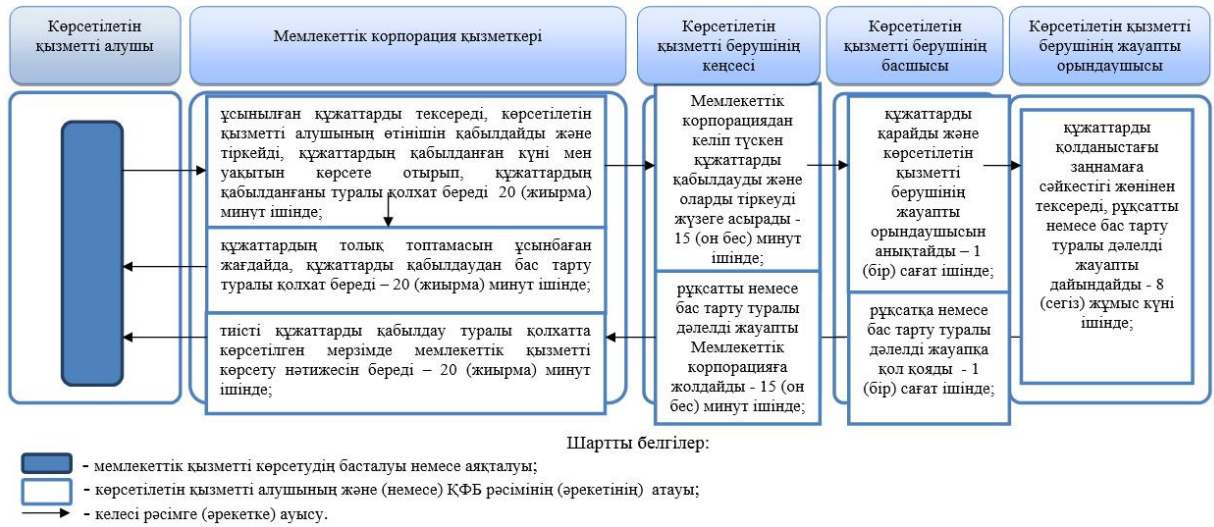 Көрсетілетін
қызметті алушы
Мемлекеттік корпорация қызметкері
Көрсетілетін
қызметті берушінің
кеңсесі
Көрсетілетін
қызметті берушінің
басшысы
Көрсетілетін қызметті
берушінің жауапты
орындаушысы
ұсынылған құжаттарды тексереді, көрсетілетін
қызметті алушының өтінішін қабылдайды және
тіркейді, құжаттардың қабылданған күні мен
уақытын көрсете отырып, құжаттардың
қабылданғаны туралы қолхат береді 20 (жиырма)
минут ішінде;
құжаттардың толық топтамасын ұсынбаған
жағдайда, құжаттарды қабылдаудан бас тарту
туралы қолхат береді – 20 (жиырма) минут ішінде;
тиісті құжаттарды қабылдау туралы қолхатта
көрсетілген мерзімде мемлекеттік қызметті
көрсету нәтижесін береді – 20 (жиырма) минут
ішінде;
Мемлекеттік
корпорациядан
келіп түскен
құжаттарды
қабылдауды және
оларды тіркеуді
жүзеге асырады -
15 (он бес) минут
ішінде;
рұқсатты немесе
бас тарту туралы
дәлелді жауапты
Мемлекеттік
корпорацияға
жолдайды - 15 (он
бес) минут ішінде;
құжаттарды
қарайды және
көрсетілетін
қызметті
берушінің
жауапты
орындаушысын
анықтайды – 1
(бір) сағат ішінде;
рұқсатқа немесе
бас тарту туралы
дәлелді жауапқа
қол қояды - 1
(бір) сағат ішінде;
құжаттарды
қолданыстағы
заңнамаға
сәйкестігі жөнінен
тексереді, рұқсатты
немесе бас тарту
туралы дәлелді
жауапты
дайындайды - 8
(сегіз) жұмыс күні
ішінде;
Шартты белгілер:
- мемлекеттік қызметті көрсетудің басталуы немесе аяқталуы;
- көрсетілетін қызметті алушының және (немесе) ҚФБ рәсімінің (әрекетінің) атауы;
- келесі рәсімге (әрекетке) ауысу.